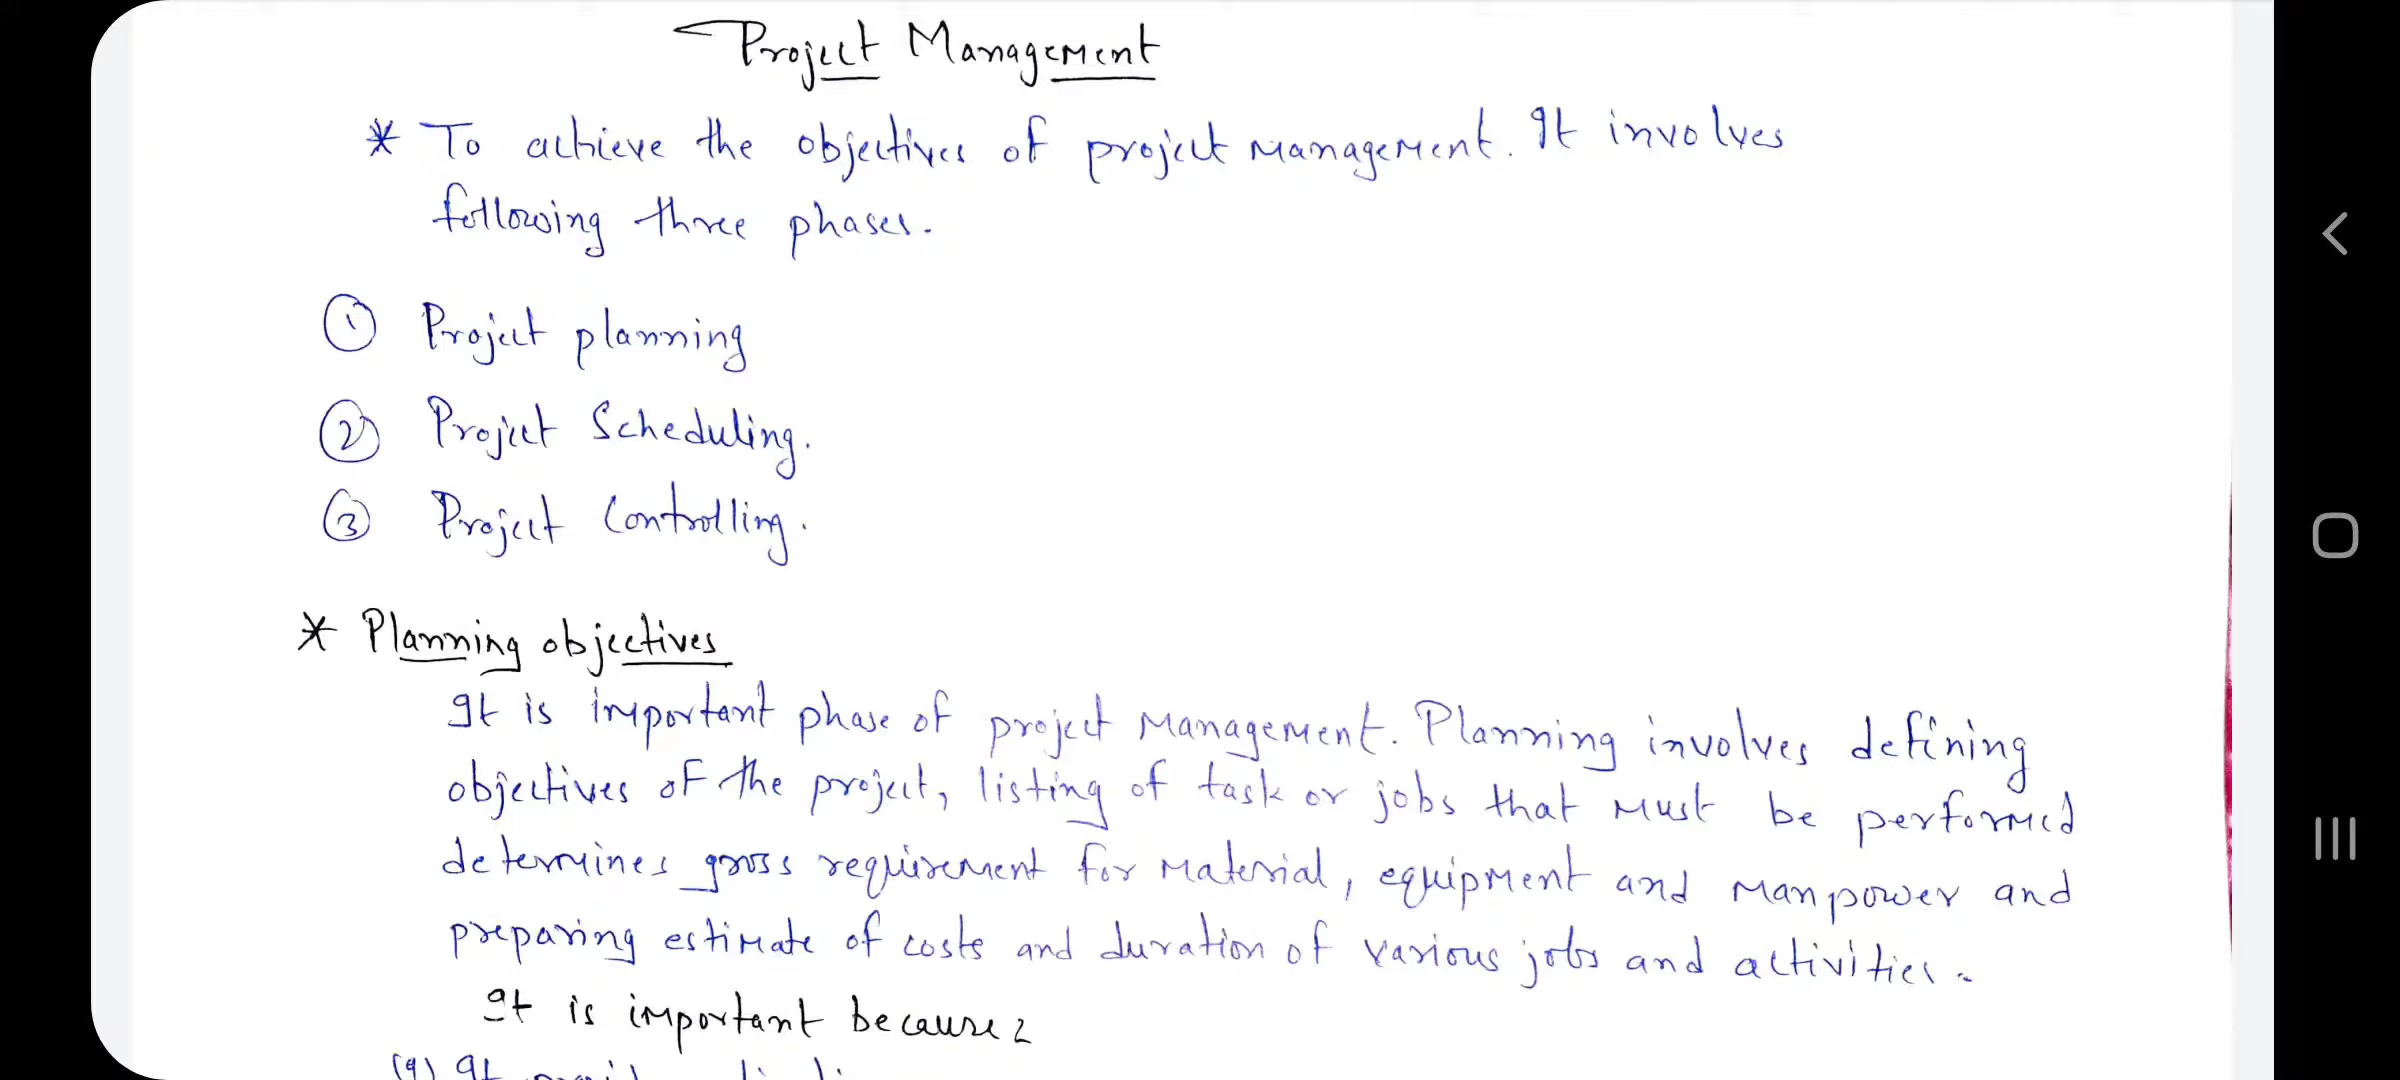 Project Management
* To achieve the objectives of project management. It involves
following three phases.
① Project planning
② Project Scheduling.
③ Project Controlling.
* Planning objectives
It is important phase of project management. Planning involves defining
objectives of the project, listing of task or jobs that must be performed
determines gross requirement for material, equipment and manpower and
preparing estimate of costs and duration of various jobs and activities.
It is important because
(a) It